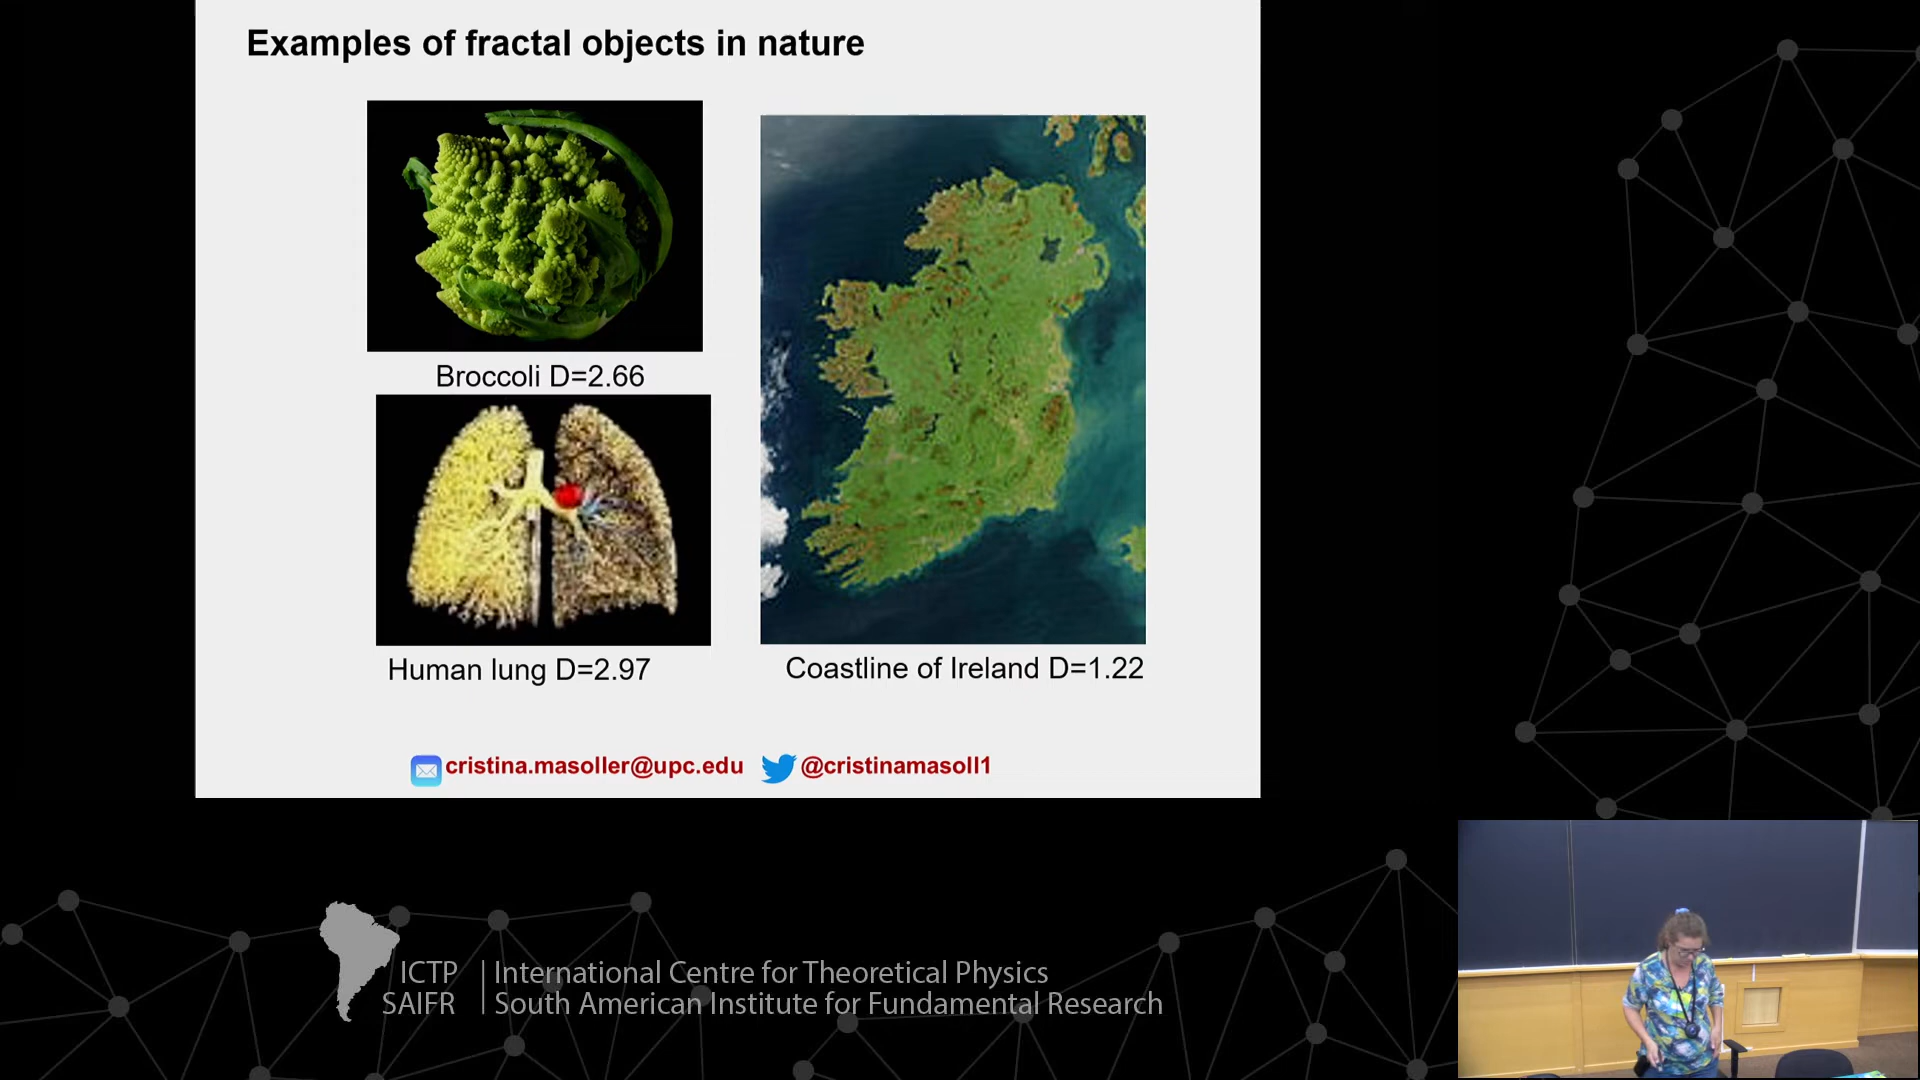 Examples of fractal objects in nature
Broccoli D=2.66
Human lung D=2.97
Coastline of Ireland D=1.22
cristina.masoller@upc.edu @cristinamasoll1
ICTP International Centre for Theoretical Physics
SAIFR South American Institute for Fundamental Research